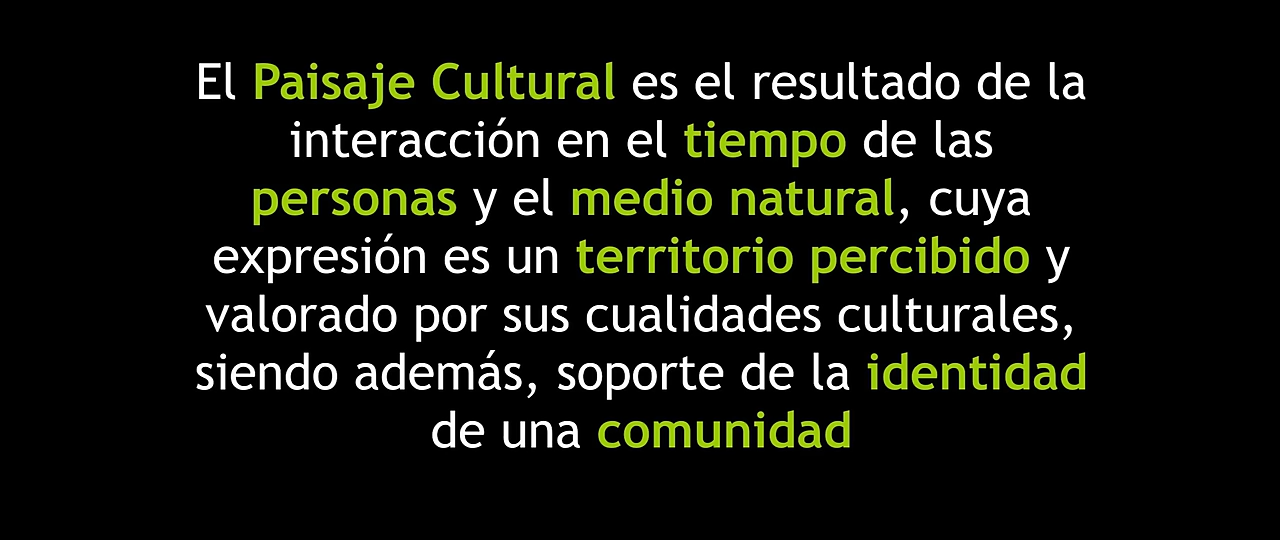 El Paisaje Cultural es el resultado de la
interacción en el tiempo de las
personas y el medio natural, cuya
expresión es un territorio percibido y
valorado por sus cualidades culturales,
siendo además, soporte de la identidad
de una comunidad